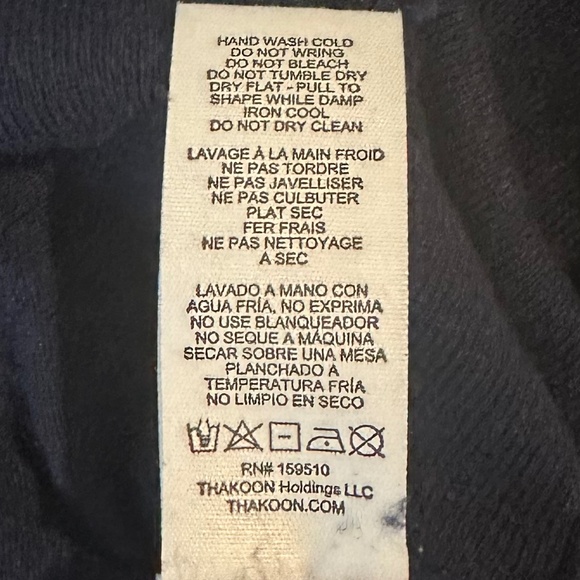 HAND WASH COLD
DO NOT WRING
DO NOT BLEACH
DO NOT TUMBLE DRY
DRY FLAT - PULL TO
SHAPE WHILE DAMP
IRON COOL
DO NOT DRY CLEAN
LAVAGE À LA MAIN FROID
NE PAS TORDRE
NE PAS JAVELLISER
NE PAS CULBUTER
PLAT SEC
FER FRAIS
NE PAS NETTOYAGE
A SEC
LAVADO A MANO CON
AGUA FRÍA, NO EXPRIMA
NO USE BLANQUEADOR
NO SEQUE A MÁQUINA
SECAR SOBRE UNA MESA
PLANCHADO A
TEMPERATURA FRÍA
NO LIMPIO EN SECO
RN# 159510
THAKOON Holdings LLC
THAKOON.COM